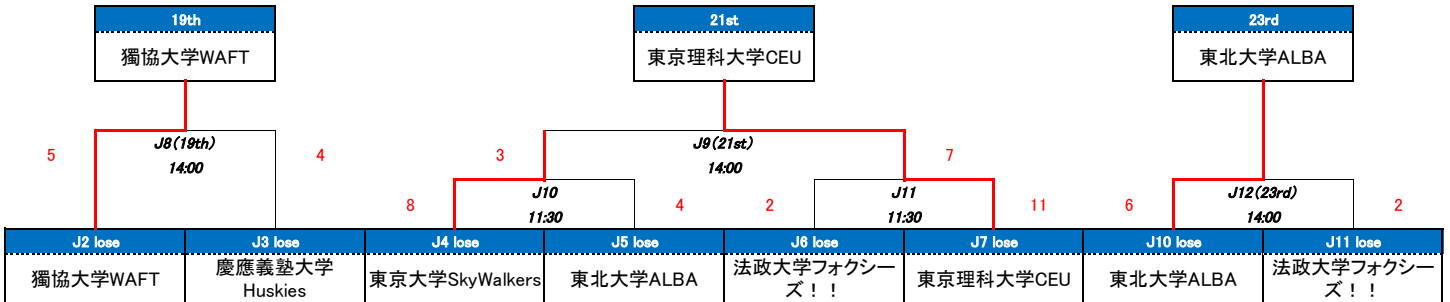 19th
21st
23rd
獨協大学WAFT
東京理科大学CEU
東北大学ALBA
J8(19th)
14:00
5
4
J9(21st)
14:00
3
7
J10
11:30
8
4
J11
11:30
2
11
J12(23rd)
14:00
6
2
J2 lose
J3 lose
J4 lose
J5 lose
J6 lose
J7 lose
J10 lose
J11 lose
獨協大学WAFT
慶應義塾大学
Huskies
東京大学SkyWalkers
東北大学ALBA
法政大学フォクシー
ズ！！
東京理科大学CEU
東北大学ALBA
法政大学フォクシー
ズ！！